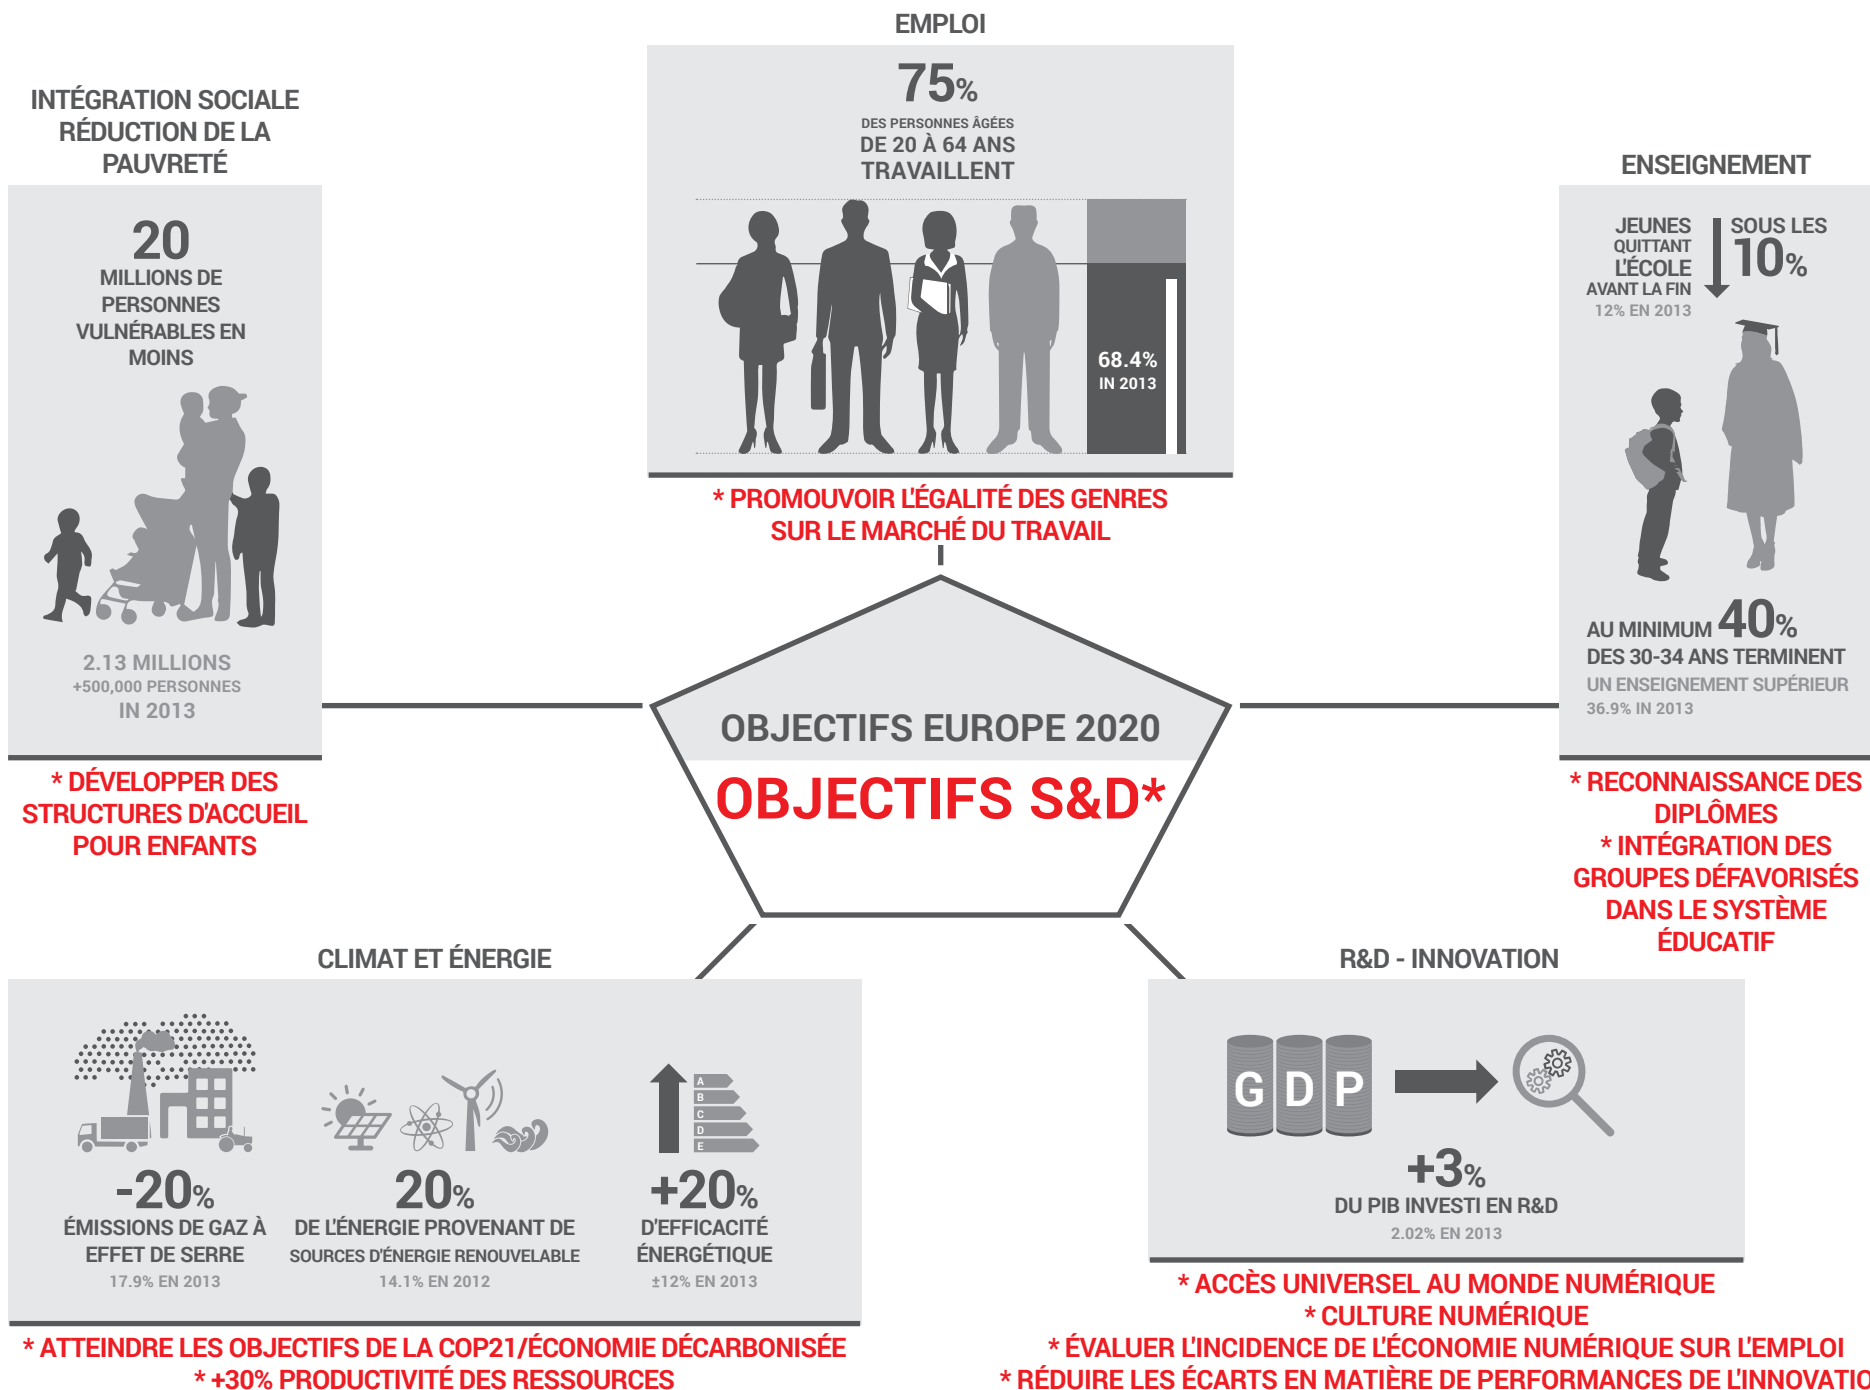 EMPLOI
75%
DES PERSONNES ÂGÉES
DE 20 À 64 ANS
TRAVAILLENT
68.4%
IN 2013
* PROMOUVOIR L'ÉGALITÉ DES GENRES
SUR LE MARCHÉ DU TRAVAIL
INTÉGRATION SOCIALE
RÉDUCTION DE LA
PAUVRETÉ
20
MILLIONS DE
PERSONNES
VULNÉRABLES EN
MOINS
2.13 MILLIONS
+500,000 PERSONNES
IN 2013
* DÉVELOPPER DES
STRUCTURES D'ACCUEIL
POUR ENFANTS
ENSEIGNEMENT
JEUNES
QUITTANT
L'ÉCOLE
AVANT LA FIN
12% EN 2013
SOUS LES
10%
AU MINIMUM 40%
DES 30-34 ANS TERMINENT
UN ENSEIGNEMENT SUPÉRIEUR
36.9% IN 2013
* RECONNAISSANCE DES
DIPLÔMES
* INTÉGRATION DES
GROUPES DÉFAVORISÉS
DANS LE SYSTÈME
ÉDUCATIF
OBJECTIFS EUROPE 2020
OBJECTIFS S&D*
CLIMAT ET ÉNERGIE
-20%
ÉMISSIONS DE GAZ À
EFFET DE SERRE
17.9% EN 2013
20%
DE L'ÉNERGIE PROVENANT DE
SOURCES D'ÉNERGIE RENOUVELABLE
14.1% EN 2012
A
B
C
D
E
+20%
D'EFFICACITÉ
ÉNERGÉTIQUE
±12% EN 2013
* ATTEINDRE LES OBJECTIFS DE LA COP21/ÉCONOMIE DÉCARBONISÉE
* +30% PRODUCTIVITÉ DES RESSOURCES
R&D - INNOVATION
GDP
+3%
DU PIB INVESTI EN R&D
2.02% EN 2013
* ACCÈS UNIVERSEL AU MONDE NUMÉRIQUE
* CULTURE NUMÉRIQUE
* ÉVALUER L'INCIDENCE DE L'ÉCONOMIE NUMÉRIQUE SUR L'EMPLOI
* RÉDUIRE LES ÉCARTS EN MATIÈRE DE PERFORMANCES DE L'INNOVATIO